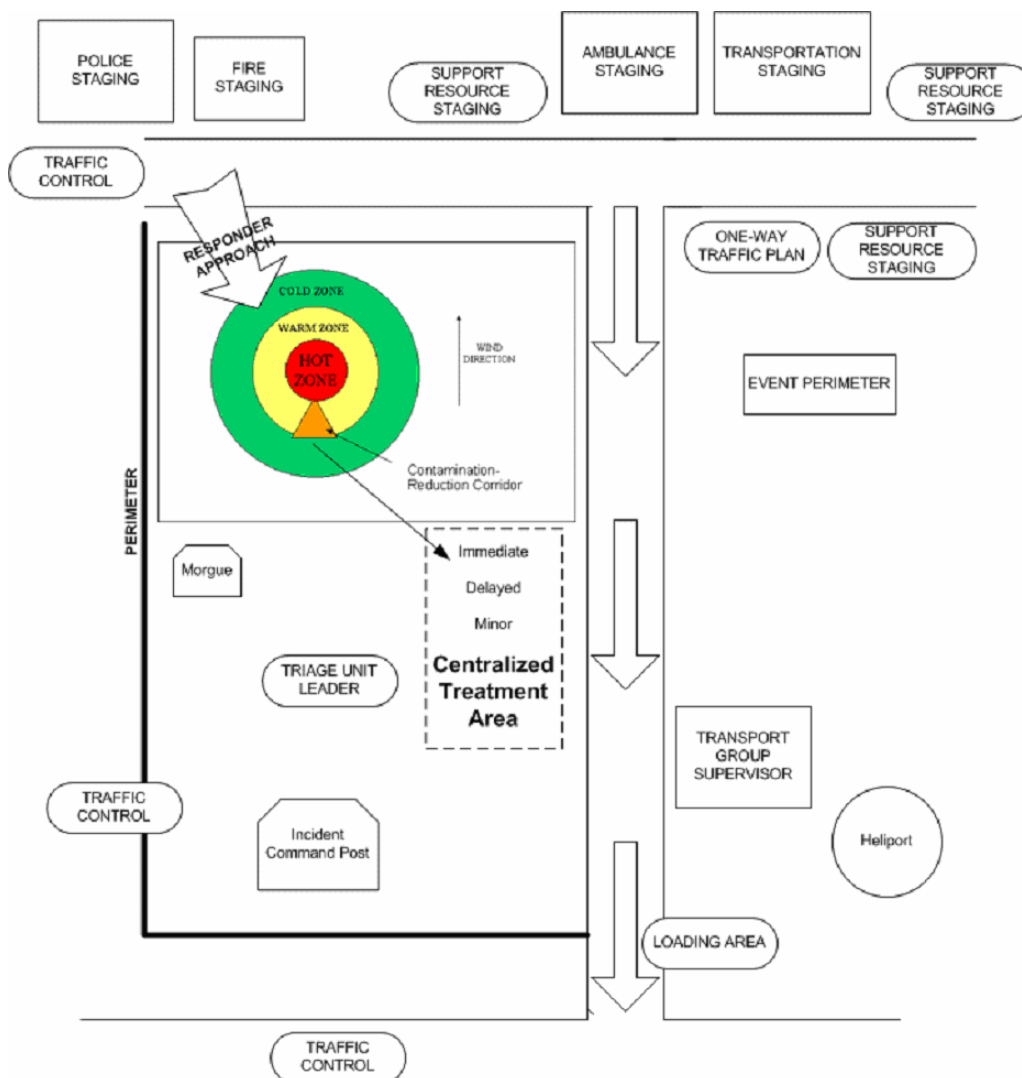 POLICE
STAGING
FIRE
STAGING
SUPPORT
RESOURCE
STAGING
AMBULANCE
STAGING
TRANSPORTATION
STAGING
SUPPORT
RESOURCE
STAGING
TRAFFIC
CONTROL
RESPONDER
APPROACH
ONE-WAY
TRAFFIC PLAN
SUPPORT
RESOURCE
STAGING
COLD ZONE
WARM ZONE
HOT
ZONE
WIND
DIRECTION
EVENT PERIMETER
Contamination-
Reduction Corridor
PERIMETER
Morgue
Immediate
Delayed
Minor
Centralized
Treatment
Area
TRIAGE UNIT
LEADER
TRANSPORT
GROUP
SUPERVISOR
TRAFFIC
CONTROL
Incident
Command Post
Heliport
LOADING AREA
TRAFFIC
CONTROL